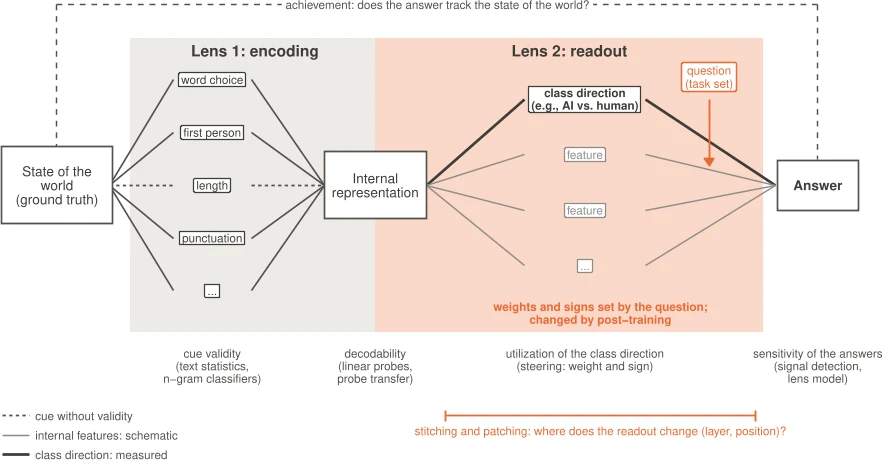 achievement: does the answer track the state of the world?
Lens 1: encoding
Lens 2: readout
word choice
first person
length
punctuation
...
State of the
world
(ground truth)
Internal
representation
class direction
(e.g., AI vs. human)
feature
feature
...
question
(task set)
Answer
weights and signs set by the question;
changed by post−training
cue validity
(text statistics,
n−gram classifiers)
decodability
(linear probes,
probe transfer)
utilization of the class direction
(steering: weight and sign)
sensitivity of the answers
(signal detection,
lens model)
cue without validity
internal features: schematic
class direction: measured
stitching and patching: where does the readout change (layer, position)?